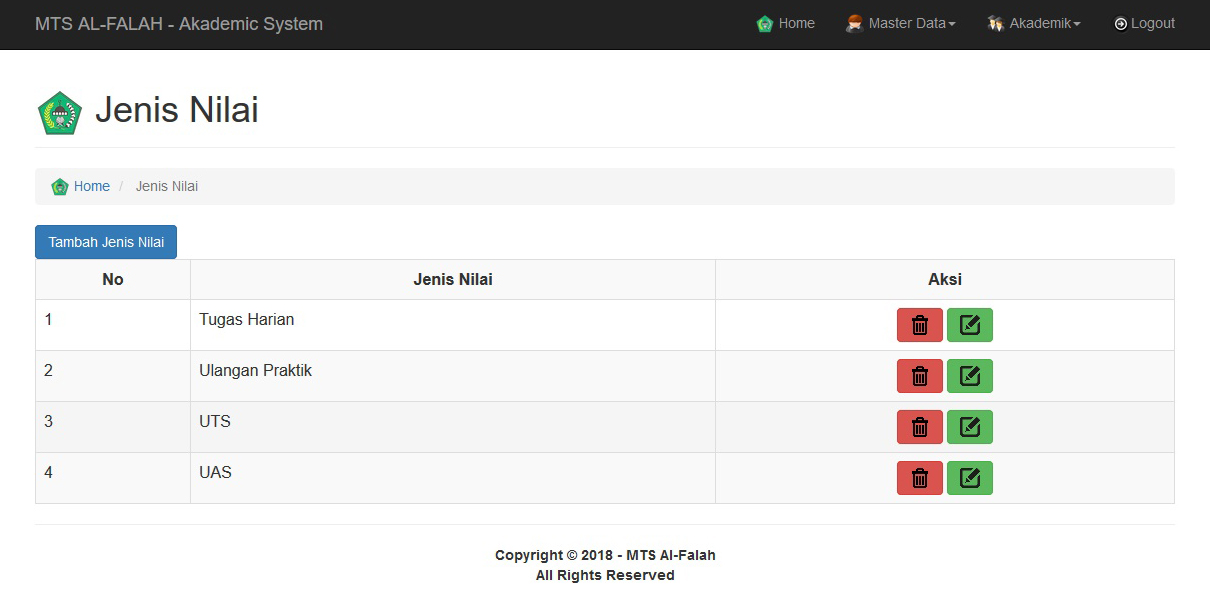 MTS AL-FALAH - Akademic System Home Master Data Akademik Logout
Jenis Nilai
Home / Jenis Nilai
Tambah Jenis Nilai
No Jenis Nilai Aksi
1 Tugas Harian
2 Ulangan Praktik
3 UTS
4 UAS
Copyright © 2018 - MTS Al-Falah
All Rights Reserved